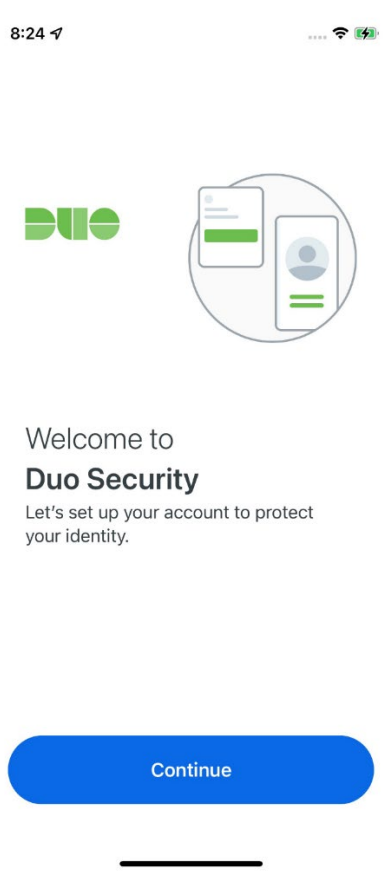 8:24
DUO
Welcome to
Duo Security
Let's set up your account to protect
your identity.
Continue